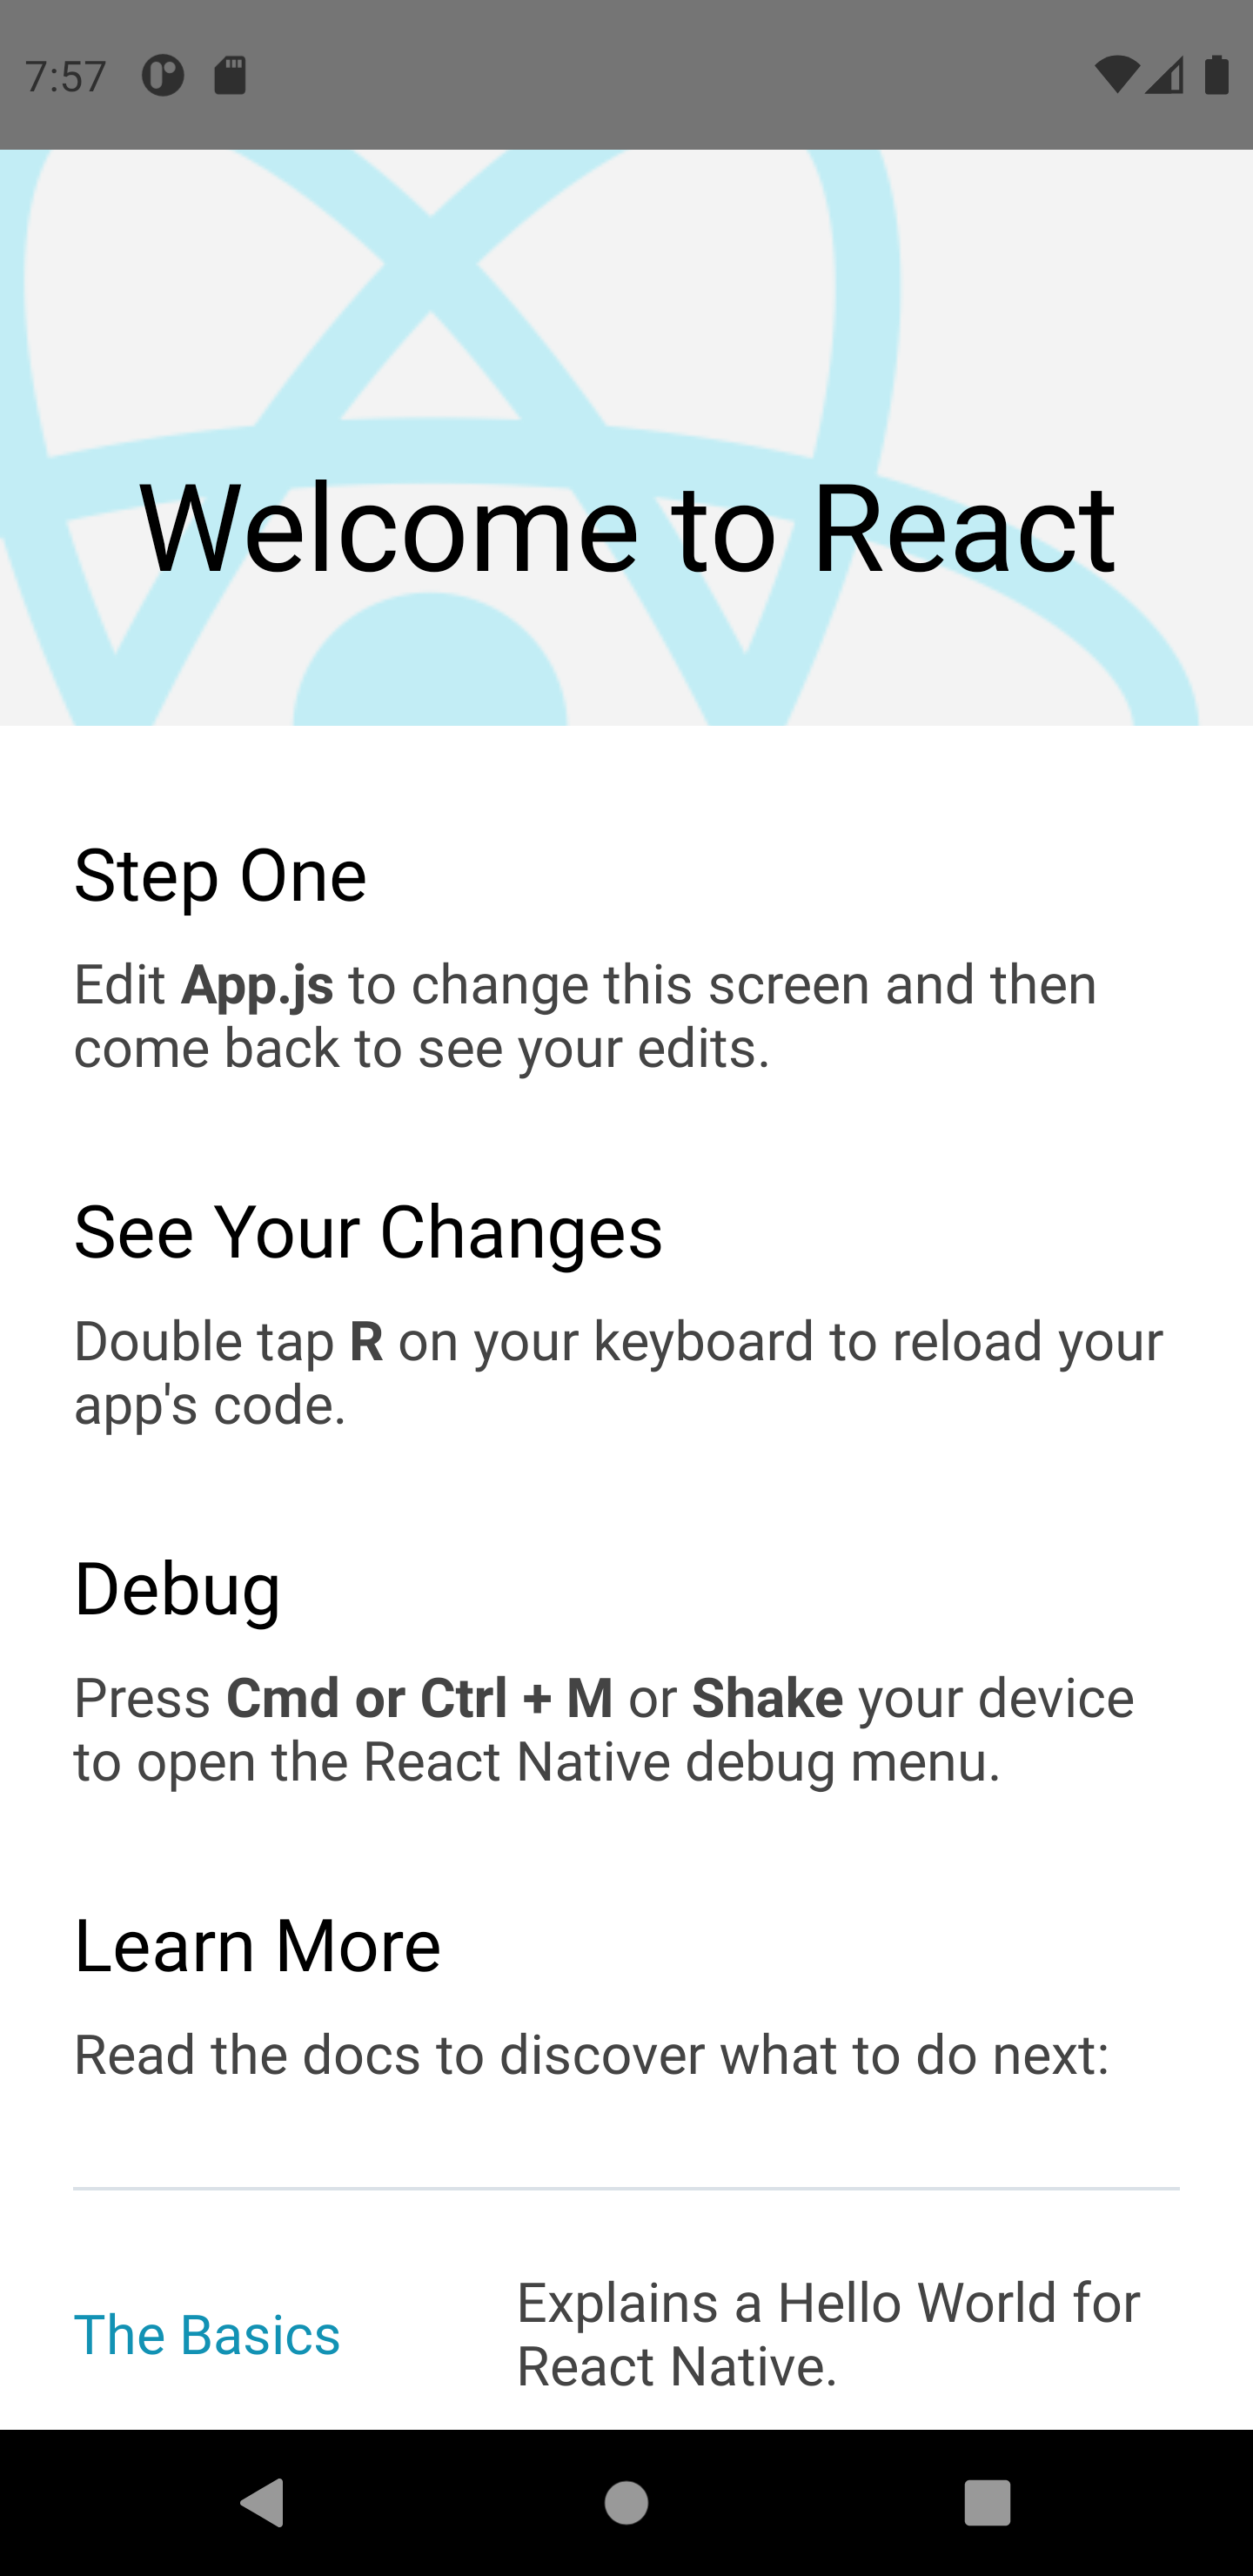 7:57
Welcome to React
Step One
Edit App.js to change this screen and then
come back to see your edits.
See Your Changes
Double tap R on your keyboard to reload your
app's code.
Debug
Press Cmd or Ctrl + M or Shake your device
to open the React Native debug menu.
Learn More
Read the docs to discover what to do next:
The Basics
Explains a Hello World for
React Native.